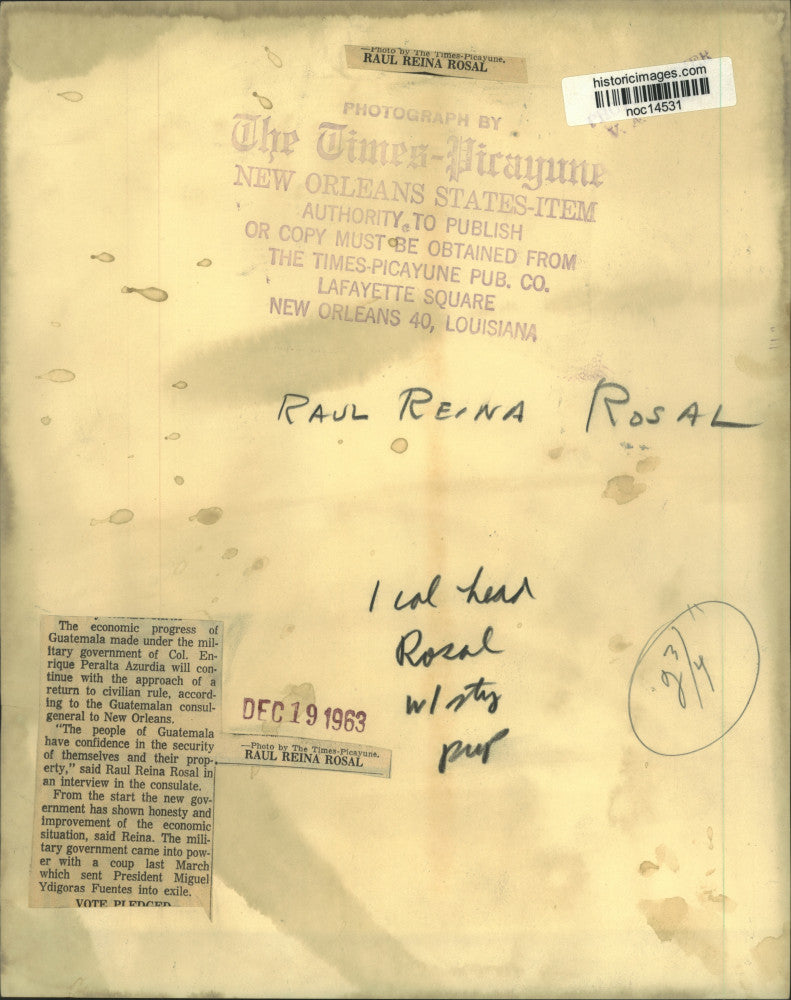 —Photo by The Times-Picayune.
RAUL REINA ROSAL
historicimages.com
noc14531
PHOTOGRAPH BY
The Times-Picayune
NEW ORLEANS STATES-ITEM
AUTHORITY TO PUBLISH
OR COPY MUST BE OBTAINED FROM
THE TIMES-PICAYUNE PUB. CO.
LAFAYETTE SQUARE
NEW ORLEANS 40, LOUISIANA
RAUL REINA ROSAL
1 col head
Rosal
w/sty
2 3/4"
DEC 19 1963
—Photo by The Times-Picayune.
RAUL REINA ROSAL
The economic progress of
Guatemala made under the mil-
itary government of Col. En-
rique Peralta Azurdia will con-
tinue with the approach of a
return to civilian rule, accord-
ing to the Guatemalan consul-
general to New Orleans.
"The people of Guatemala
have confidence in the security
of themselves and their prop-
erty," said Raul Reina Rosal in
an interview in the consulate.
From the start the new gov-
ernment has shown honesty and
improvement of the economic
situation, said Reina. The mili-
tary government came into pow-
er with a coup last March
which sent President Miguel
Ydigoras Fuentes into exile.
VOTE PLEDGED